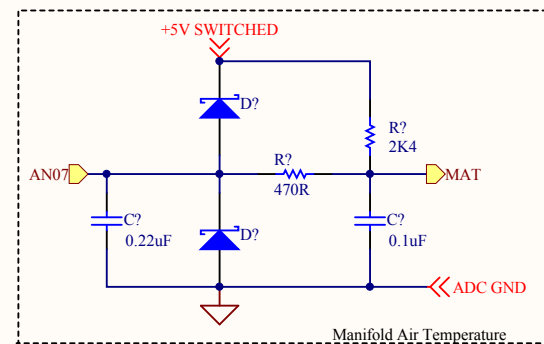 +5V SWITCHED
D?
R?
2K4
AN07
R?
470R
MAT
C?
0.22uF
D?
C?
0.1uF
ADC GND
Manifold Air Temperature